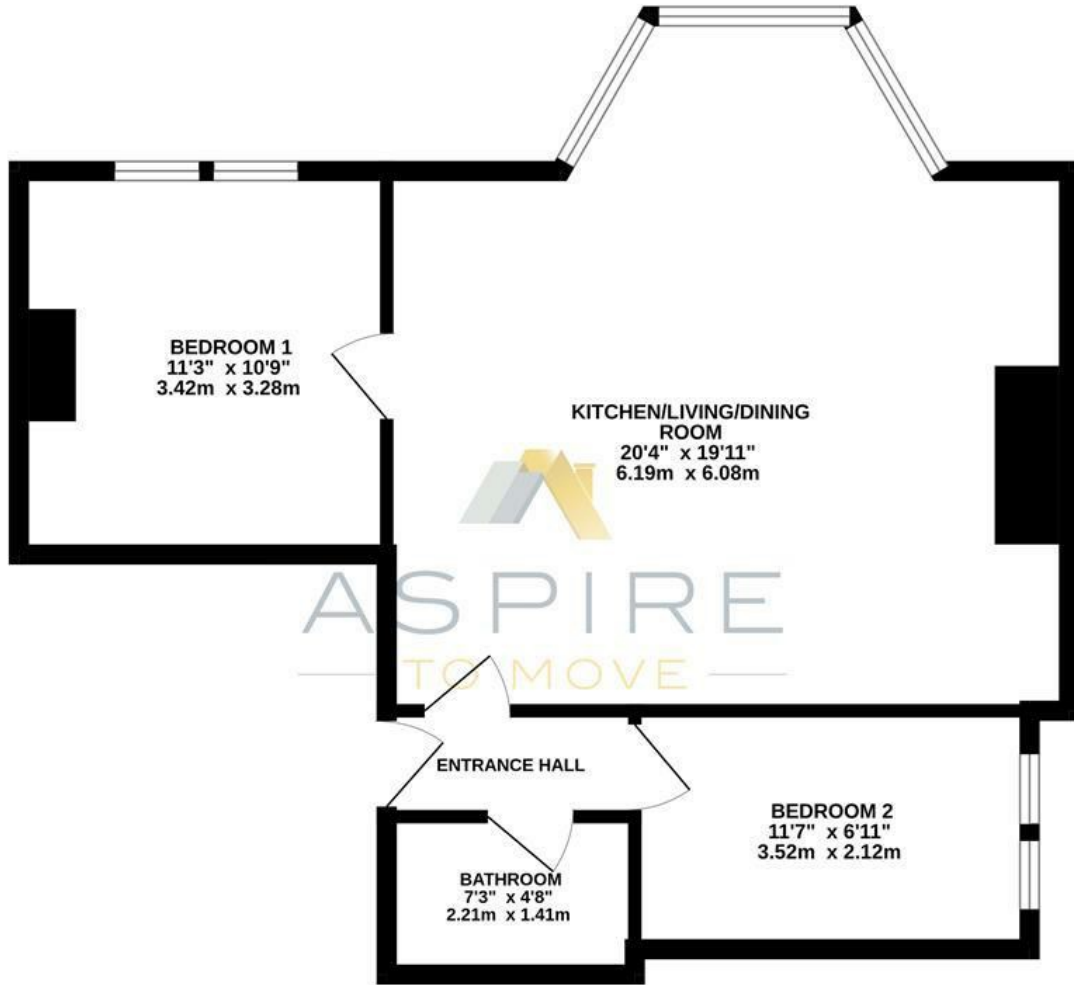 BEDROOM 1
11'3" x 10'9"
3.42m x 3.28m
KITCHEN/LIVING/DINING
ROOM
20'4" x 19'11"
6.19m x 6.08m
ASPIRE
TO MOVE
ENTRANCE HALL
BEDROOM 2
11'7" x 6'11"
3.52m x 2.12m
BATHROOM
7'3" x 4'8"
2.21m x 1.41m